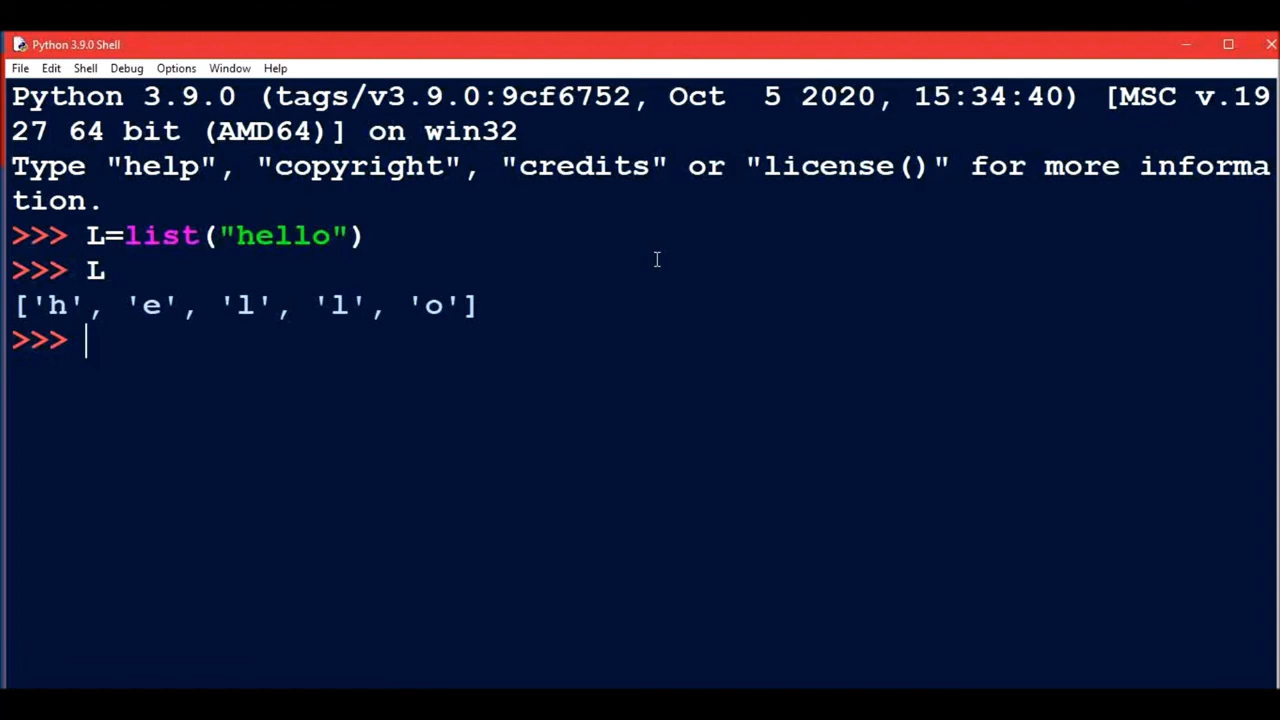 Python 3.9.0 Shell
File Edit Shell Debug Options Window Help
Python 3.9.0 (tags/v3.9.0:9cf6752, Oct  5 2020, 15:34:40) [MSC v.19
27 64 bit (AMD64)] on win32
Type "help", "copyright", "credits" or "license()" for more informa
tion.
>>> L=list("hello")
>>> L
['h', 'e', 'l', 'l', 'o']
>>>